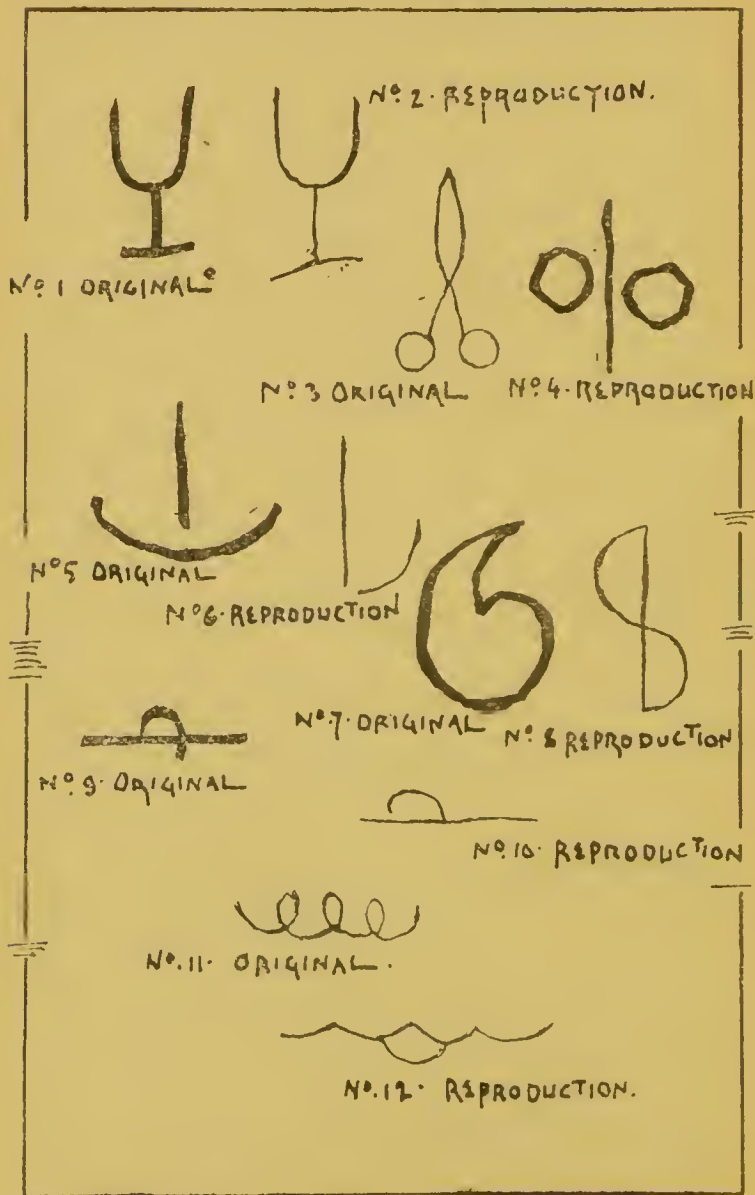 No. 2. REPRODUCTION.
No. 1 ORIGINAL.
No. 3 ORIGINAL
No. 4. REPRODUCTION
No. 5 ORIGINAL
No. 6. REPRODUCTION
No. 7. ORIGINAL
No. 8 REPRODUCTION
No. 9. ORIGINAL
No. 10. REPRODUCTION
No. 11. ORIGINAL.
No. 12. REPRODUCTION.